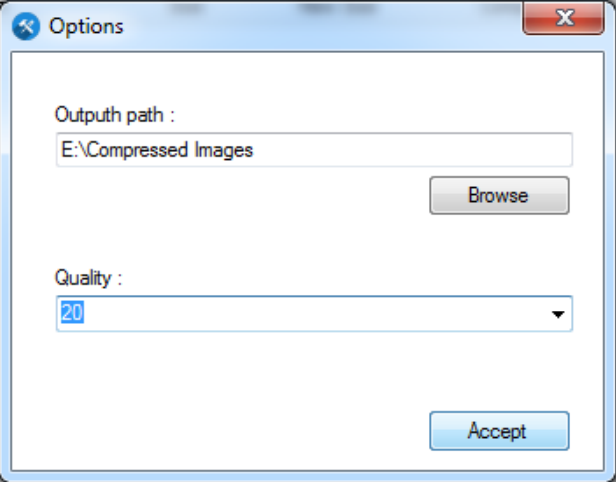 Options
Outputh path :
E:\Compressed Images
Browse
Quality :
20
Accept